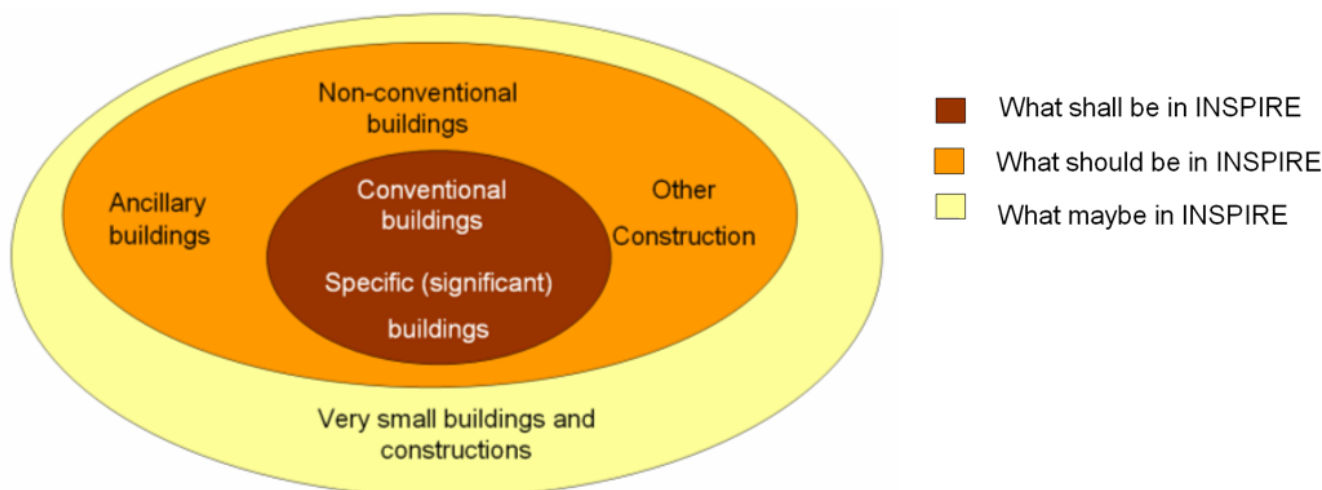 Non-conventional
buildings
Ancillary
buildings
Conventional
buildings
Specific (significant)
buildings
Other
Construction
Very small buildings and
constructions
What shall be in INSPIRE
What should be in INSPIRE
What maybe in INSPIRE